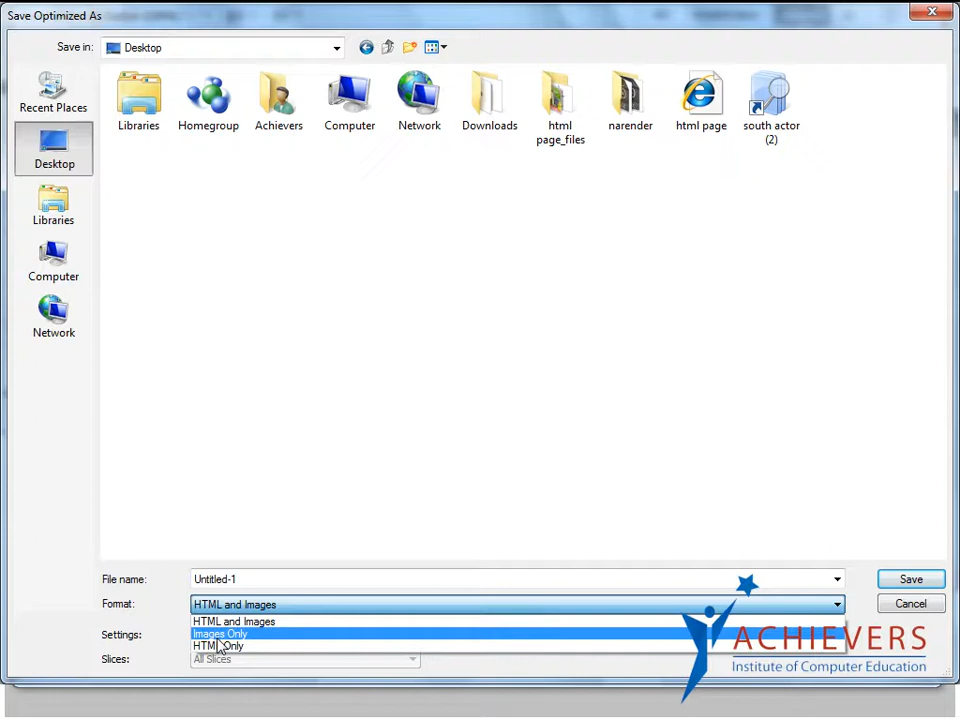 Save Optimized As
Save in:
Desktop
Recent Places
Desktop
Libraries
Computer
Network
Libraries
Homegroup
Achievers
Computer
Network
Downloads
html
page_files
narender
html page
south actor
(2)
File name:
Untitled-1
Save
Format:
HTML and Images
Cancel
HTML and Images
Images Only
HTML Only
Settings:
Slices:
All Slices
ACHIEVERS
Institute of Computer Education